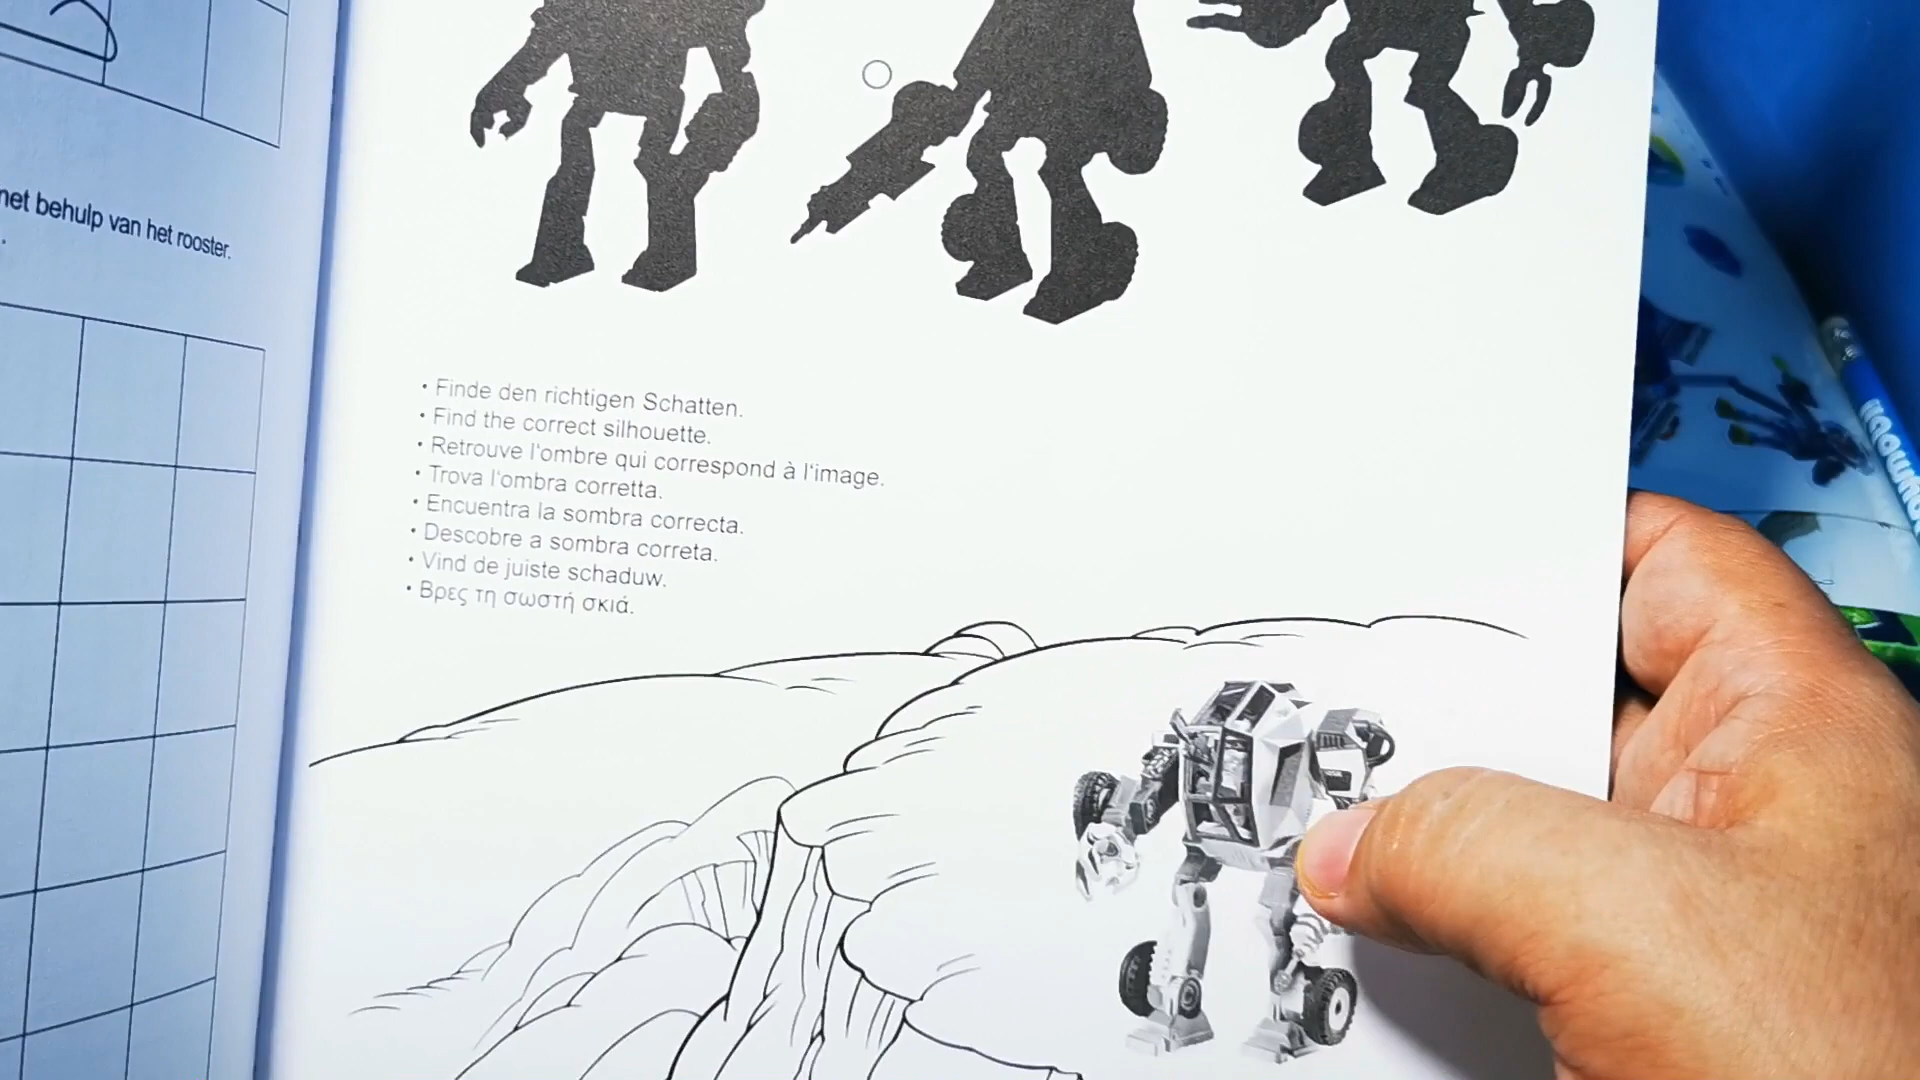 met behulp van het rooster.
• Finde den richtigen Schatten.
• Find the correct silhouette.
• Retrouve l'ombre qui correspond à l'image.
• Trova l'ombra corretta.
• Encuentra la sombra correcta.
• Descobre a sombra correta.
• Vind de juiste schaduw.
• Βρες τη σωστή σκιά.